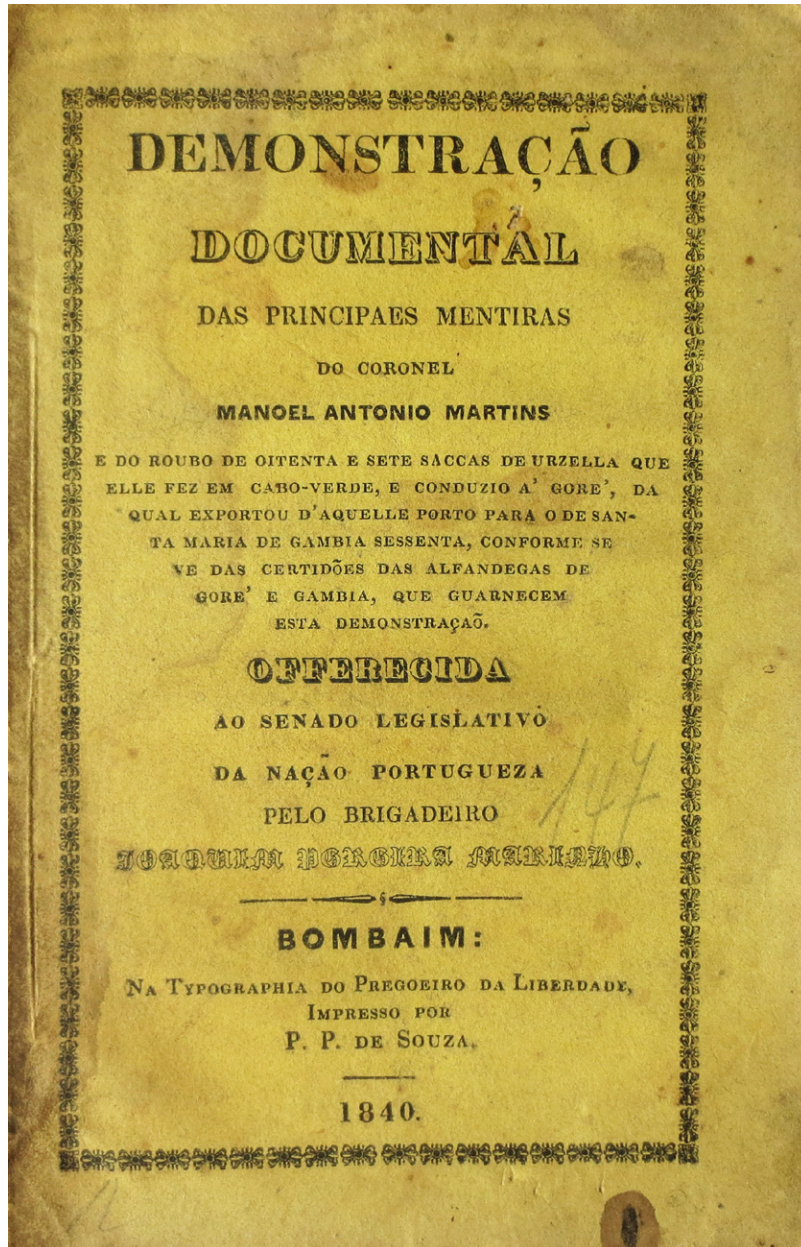 DEMONSTRAÇÃO
DOCUMENTAL
DAS PRINCIPAES MENTIRAS
DO CORONEL
MANOEL ANTONIO MARTINS
E DO ROUBO DE OITENTA E SETE SACCAS DE URZELLA QUE
ELLE FEZ EM CABO-VERDE, E CONDUZIO A' GORE', DA
QUAL EXPORTOU D'AQUELLE PORTO PARA O DE SAN-
TA MARIA DE GAMBIA SESSENTA, CONFORME SE
VE DAS CERTIDÕES DAS ALFANDEGAS DE
GORE' E GAMBIA, QUE GUARNECEM
ESTA DEMONSTRAÇAÕ.
OFFERECIDA
AO SENADO LEGISLATIVO
DA NAÇÃO PORTUGUEZA
PELO BRIGADEIRO
JOAQUIM PEREIRA MARINHO.
BOMBAIM:
NA TYPOGRAPHIA DO PREGOEIRO DA LIBERDADE,
IMPRESSO POR
P. P. DE SOUZA.
1840.
147